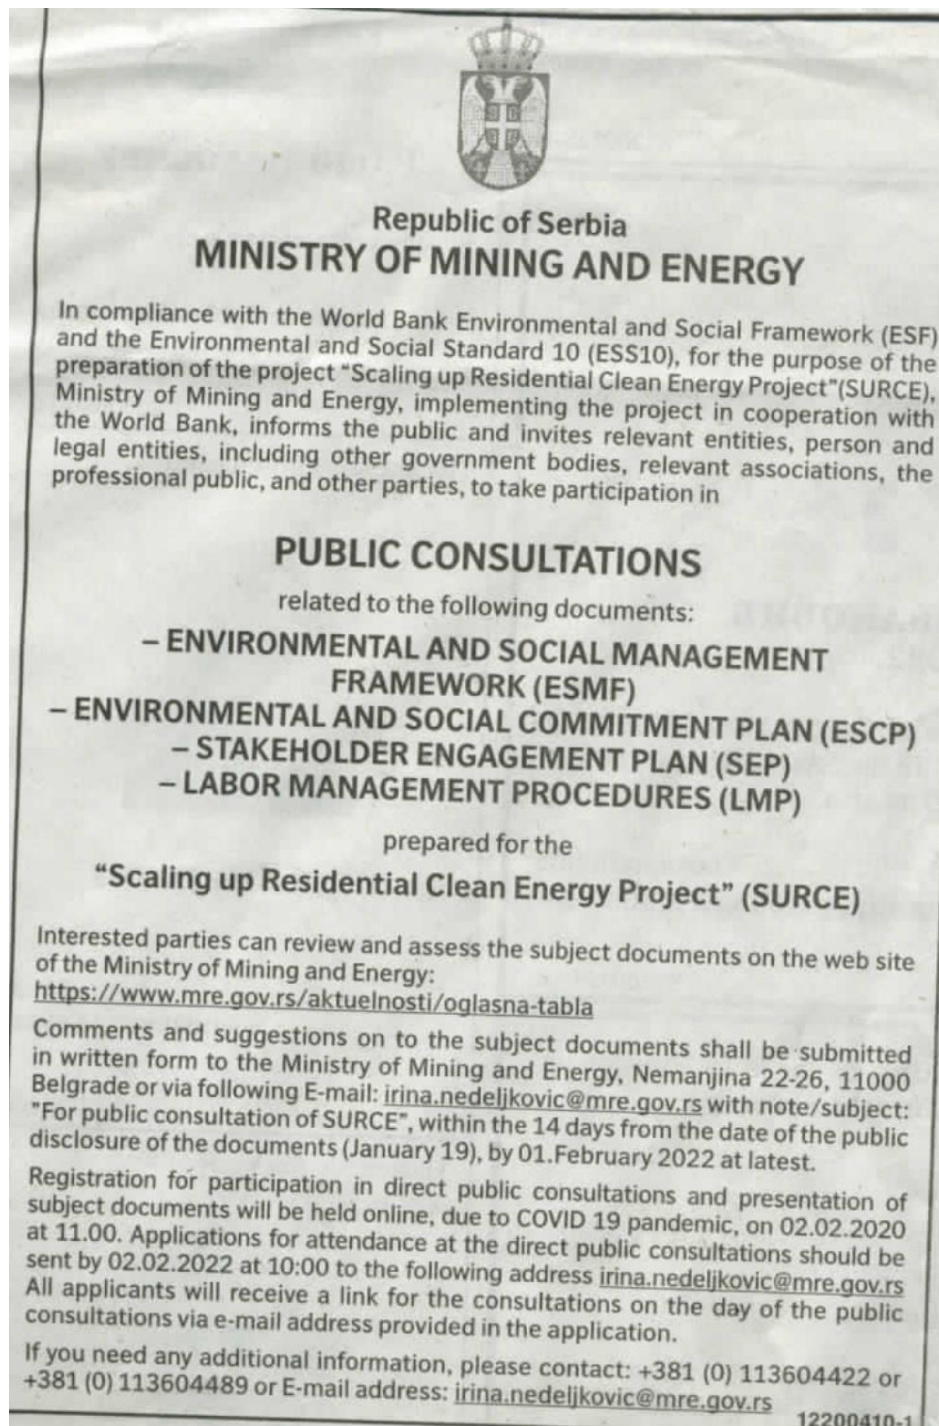 Republic of Serbia
MINISTRY OF MINING AND ENERGY
In compliance with the World Bank Environmental and Social Framework (ESF)
and the Environmental and Social Standard 10 (ESS10), for the purpose of the
preparation of the project “Scaling up Residential Clean Energy Project”(SURCE),
Ministry of Mining and Energy, implementing the project in cooperation with
the World Bank, informs the public and invites relevant entities, person and
legal entities, including other government bodies, relevant associations, the
professional public, and other parties, to take participation in
PUBLIC CONSULTATIONS
related to the following documents:
– ENVIRONMENTAL AND SOCIAL MANAGEMENT
FRAMEWORK (ESMF)
– ENVIRONMENTAL AND SOCIAL COMMITMENT PLAN (ESCP)
– STAKEHOLDER ENGAGEMENT PLAN (SEP)
– LABOR MANAGEMENT PROCEDURES (LMP)
prepared for the
“Scaling up Residential Clean Energy Project” (SURCE)
Interested parties can review and assess the subject documents on the web site
of the Ministry of Mining and Energy:
https://www.mre.gov.rs/aktuelnosti/oglasna-tabla
Comments and suggestions on to the subject documents shall be submitted
in written form to the Ministry of Mining and Energy, Nemanjina 22-26, 11000
Belgrade or via following E-mail: irina.nedeljkovic@mre.gov.rs with note/subject:
"For public consultation of SURCE", within the 14 days from the date of the public
disclosure of the documents (January 19), by 01.February 2022 at latest.
Registration for participation in direct public consultations and presentation of
subject documents will be held online, due to COVID 19 pandemic, on 02.02.2020
at 11.00. Applications for attendance at the direct public consultations should be
sent by 02.02.2022 at 10:00 to the following address irina.nedeljkovic@mre.gov.rs
All applicants will receive a link for the consultations on the day of the public
consultations via e-mail address provided in the application.
If you need any additional information, please contact: +381 (0) 113604422 or
+381 (0) 113604489 or E-mail address: irina.nedeljkovic@mre.gov.rs
12200410-1